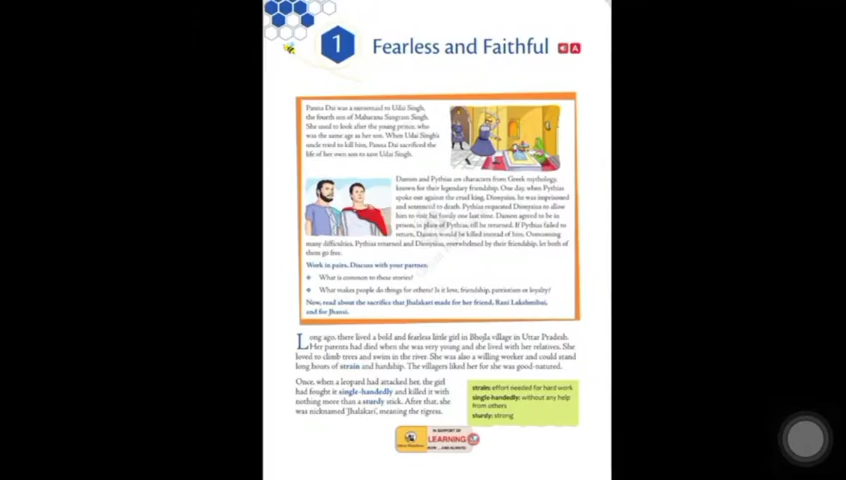 1 Fearless and Faithful
A
Panna Dai was a nursemaid to Udai Singh,
the fourth son of Maharana Sangram Singh.
She used to look after the young prince, who
was the same age as her son. When Udai Singh's
uncle tried to kill him, Panna Dai sacrificed the
life of her own son to save Udai Singh.
Damon and Pythias are characters from Greek mythology,
known for their legendary friendship. One day, when Pythias
spoke out against the cruel king, Dionysius, he was imprisoned
and sentenced to death. Pythias requested Dionysius to allow
him to visit his family one last time. Damon agreed to be in
prison, in place of Pythias, till he returned. If Pythias failed to
return, Damon would be killed instead of him. Overcoming
many difficulties, Pythias returned and Dionysius, overwhelmed by their friendship, let both of
them go free.
Work in pairs. Discuss with your partner.
What is common to these stories?
What makes people do things for others? Is it love, friendship, patriotism or loyalty?
Now, read about the sacrifice that Jhalakari made for her friend, Rani Lakshmibai,
and for Jhansi.
Long ago, there lived a bold and fearless little girl in Bhojla village in Uttar Pradesh.
Her parents had died when she was very young and she lived with her relatives. She
loved to climb trees and swim in the river. She was also a willing worker and could stand
long hours of strain and hardship. The villagers liked her for she was good-natured.
Once, when a leopard had attacked her, the girl
had fought it single-handedly and killed it with
nothing more than a sturdy stick. After that, she
was nicknamed 'Jhalakari', meaning the tigress.
strain: effort needed for hard work
single-handedly: without any help
from others
sturdy: strong
IN SUPPORT OF
LEARNING